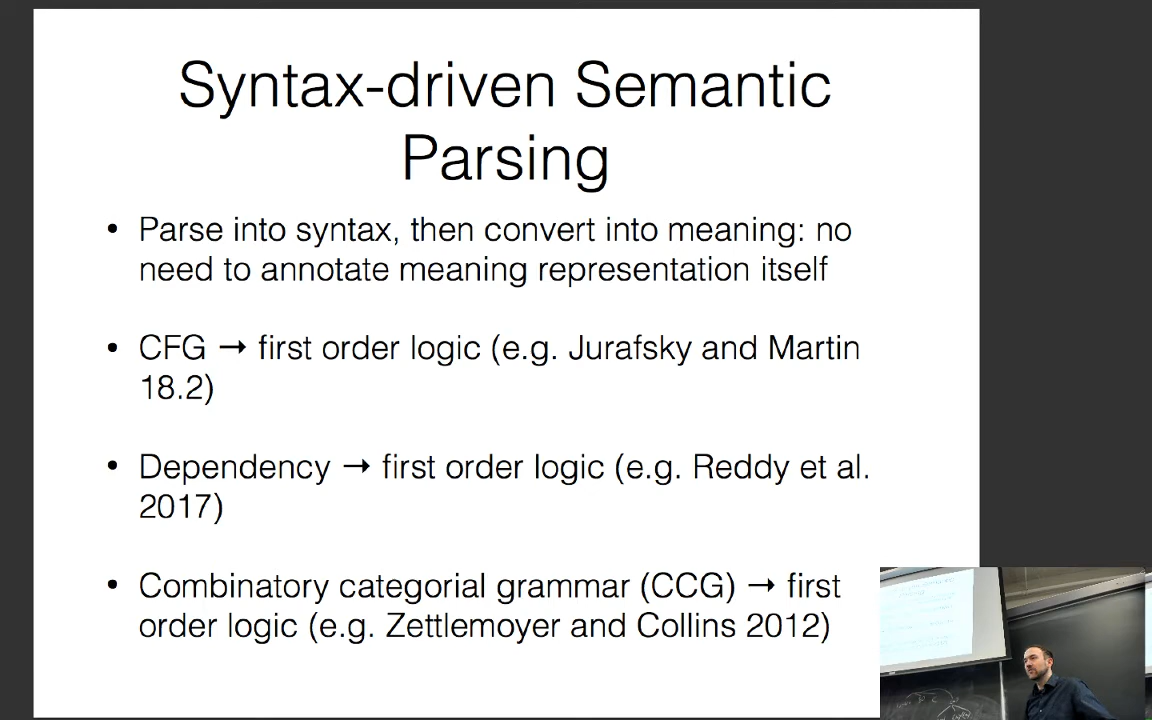 Syntax-driven Semantic
Parsing
• Parse into syntax, then convert into meaning: no
need to annotate meaning representation itself
• CFG → first order logic (e.g. Jurafsky and Martin
18.2)
• Dependency → first order logic (e.g. Reddy et al.
2017)
• Combinatory categorial grammar (CCG) → first
order logic (e.g. Zettlemoyer and Collins 2012)